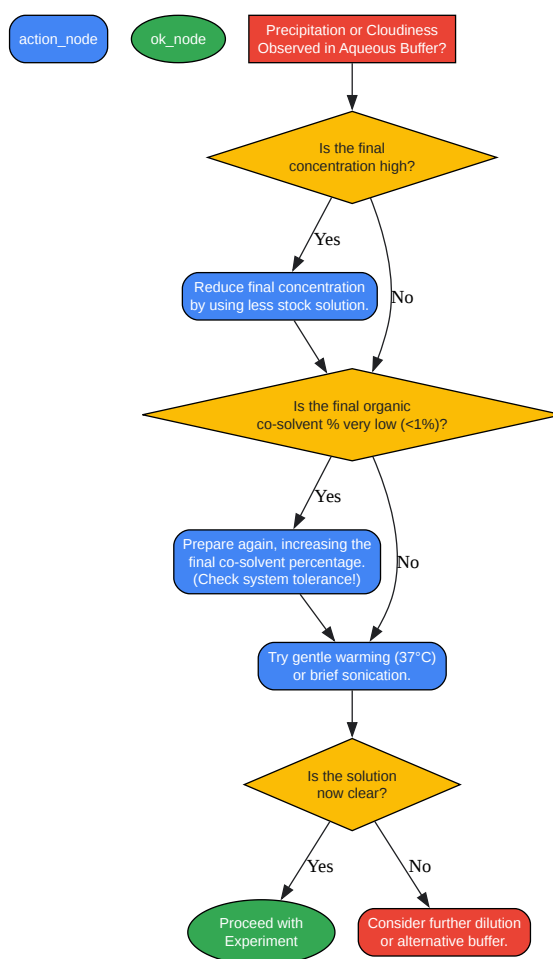 action_node
ok_node
Precipitation or Cloudiness
Observed in Aqueous Buffer?
Is the final
concentration high?
Yes
Reduce final concentration
by using less stock solution.
No
Is the final organic
co-solvent % very low (<1%)?
Yes
Prepare again, increasing the
final co-solvent percentage.
(Check system tolerance!)
No
Try gentle warming (37°C)
or brief sonication.
Is the solution
now clear?
Yes
No
Proceed with
Experiment
Consider further dilution
or alternative buffer.